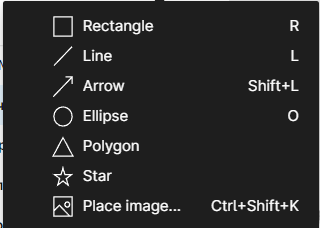 Rectangle R
Line L
Arrow Shift+L
Ellipse O
Polygon
Star
Place image... Ctrl+Shift+K